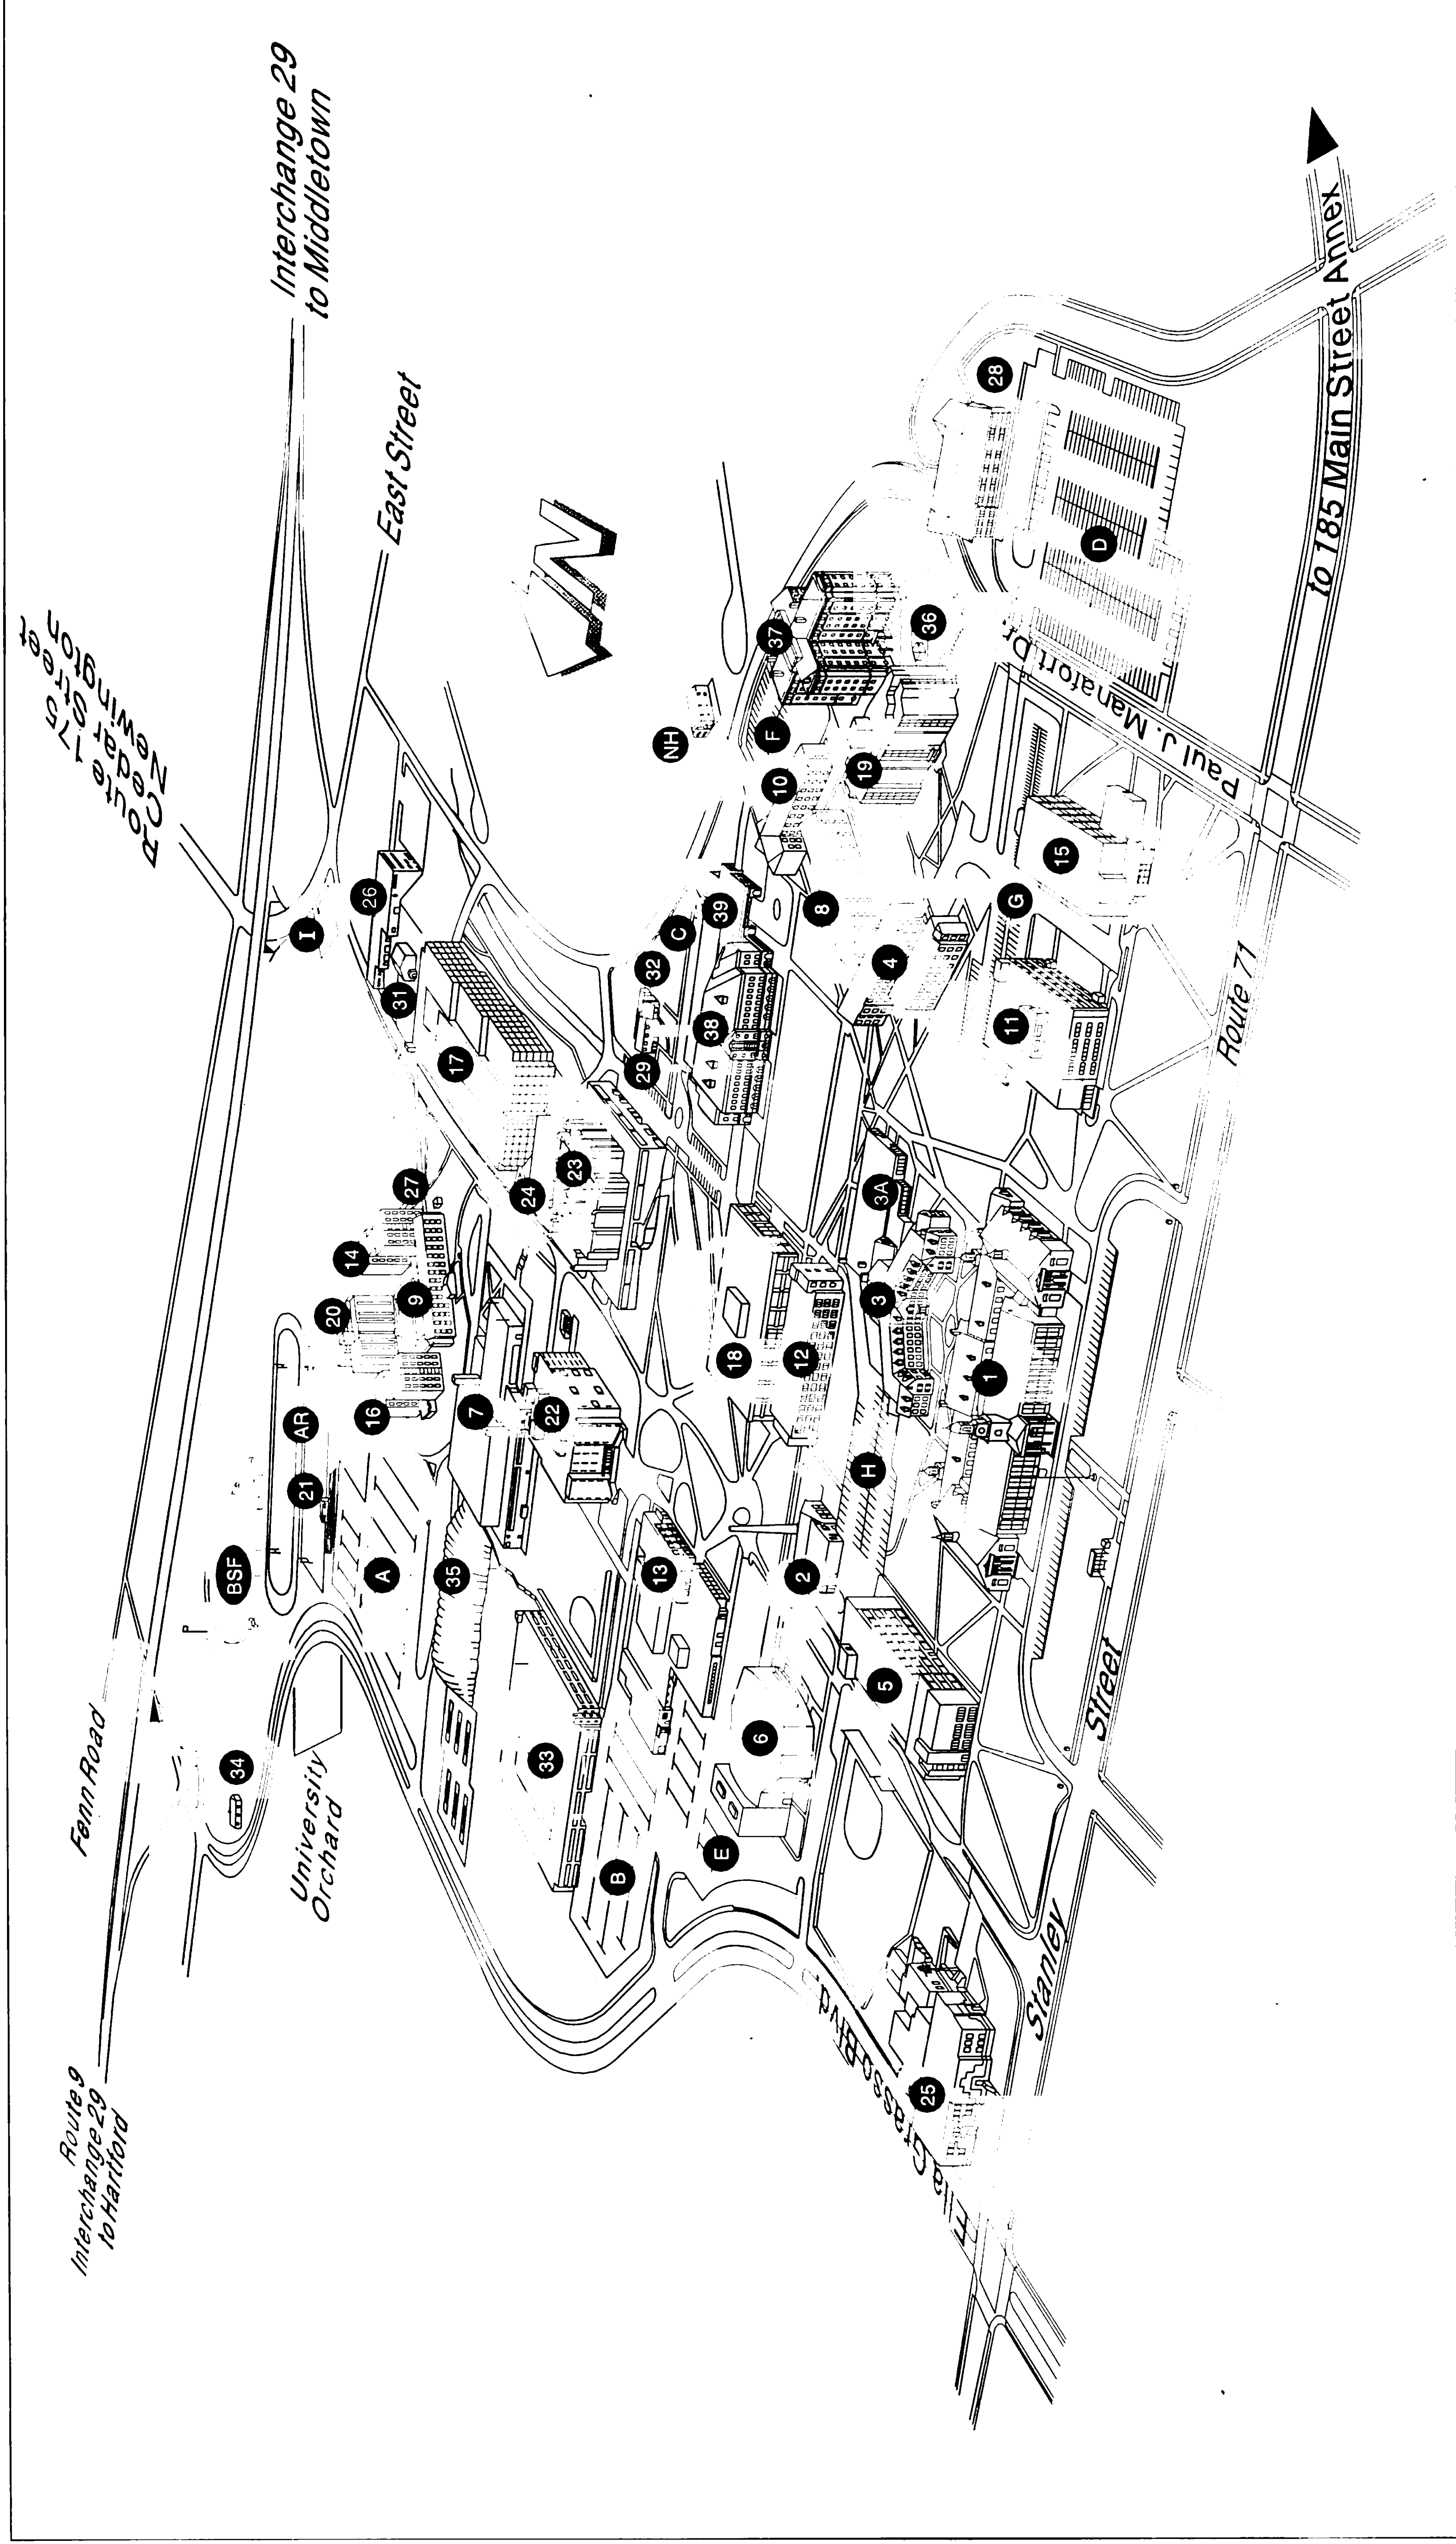 Route 9
Interchange 29
to Hartford
Fenn Road
Route 175
Cedar Street
Newington
Interchange 29
to Middletown
East Street
University
Orchard
N
34
BSF
21
AR
I
A
16
20
14
9
27
31
26
35
7
17
33
22
24
23
B
13
29
32
C
NH
E
6
18
38
39
10
F
37
2
12
8
5
H
3
3A
4
19
36
25
1
11
G
15
28
D
Ella Grasso Blvd.
Stanley
Street
Route 71
Paul J. Manafort Dr.
to 185 Main Street Annex